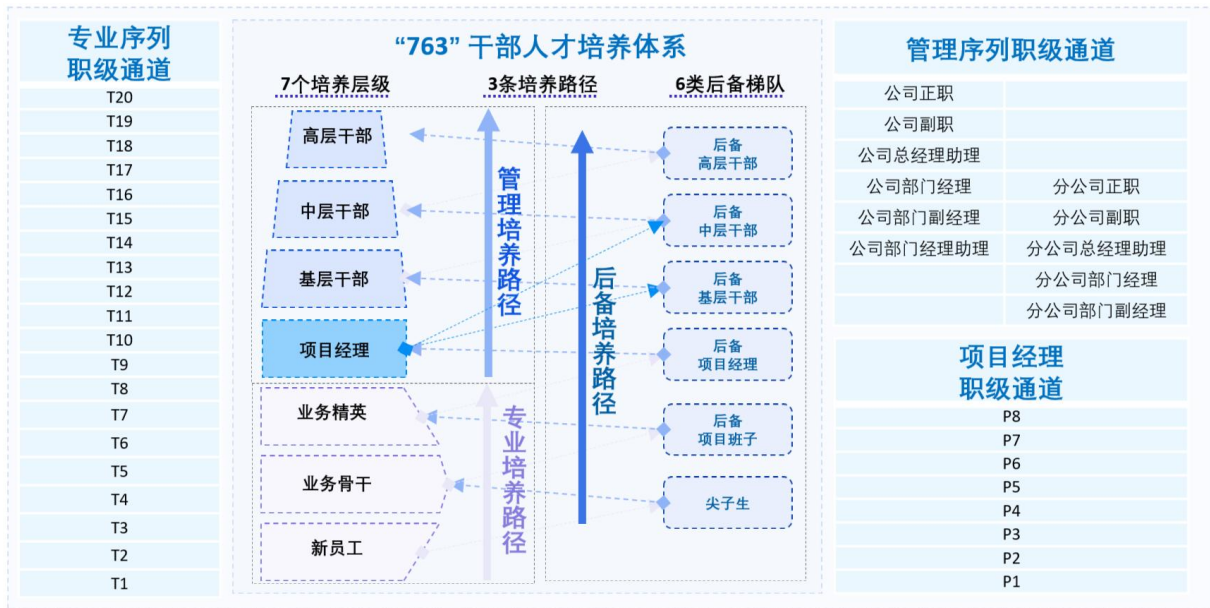 专业序列
职级通道
T20
T19
T18
T17
T16
T15
T14
T13
T12
T11
T10
T9
T8
T7
T6
T5
T4
T3
T2
T1
“763” 干部人才培养体系
7个培养层级
3条培养路径
6类后备梯队
高层干部
中层干部
基层干部
项目经理
业务精英
业务骨干
新员工
管理培养路径
专业培养路径
后备培养路径
后备
高层干部
后备
中层干部
后备
基层干部
后备
项目经理
后备
项目班子
尖子生
管理序列职级通道
公司正职
公司副职
公司总经理助理
公司部门经理 分公司正职
公司部门副经理 分公司副职
公司部门经理助理 分公司总经理助理
分公司部门经理
分公司部门副经理
项目经理
职级通道
P8
P7
P6
P5
P4
P3
P2
P1